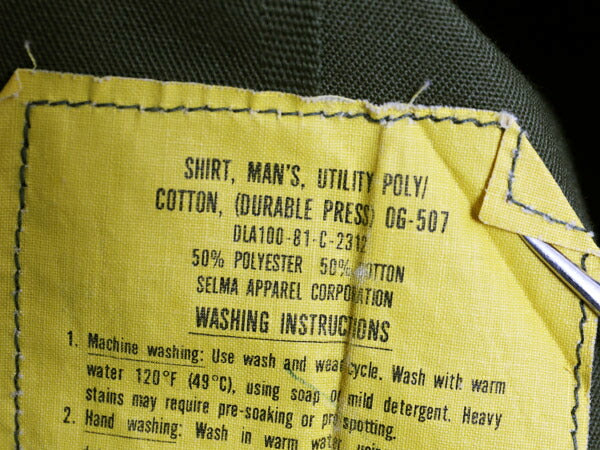 SHIRT, MAN'S, UTILITY POLY/
COTTON, (DURABLE PRESS) OG-507
DLA100-81-C-2312
50% POLYESTER 50% COTTON
SELMA APPAREL CORPORATION
WASHING INSTRUCTIONS
1. Machine washing: Use wash and wear cycle. Wash with warm
water 120°F (49°C), using soap or mild detergent. Heavy
stains may require pre-soaking or prespotting.
2. Hand washing: Wash in warm water